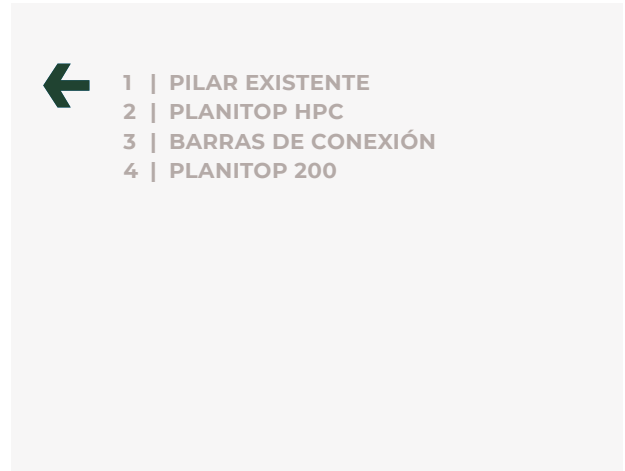 1 | PILAR EXISTENTE
2 | PLANITOP HPC
3 | BARRAS DE CONEXIÓN
4 | PLANITOP 200